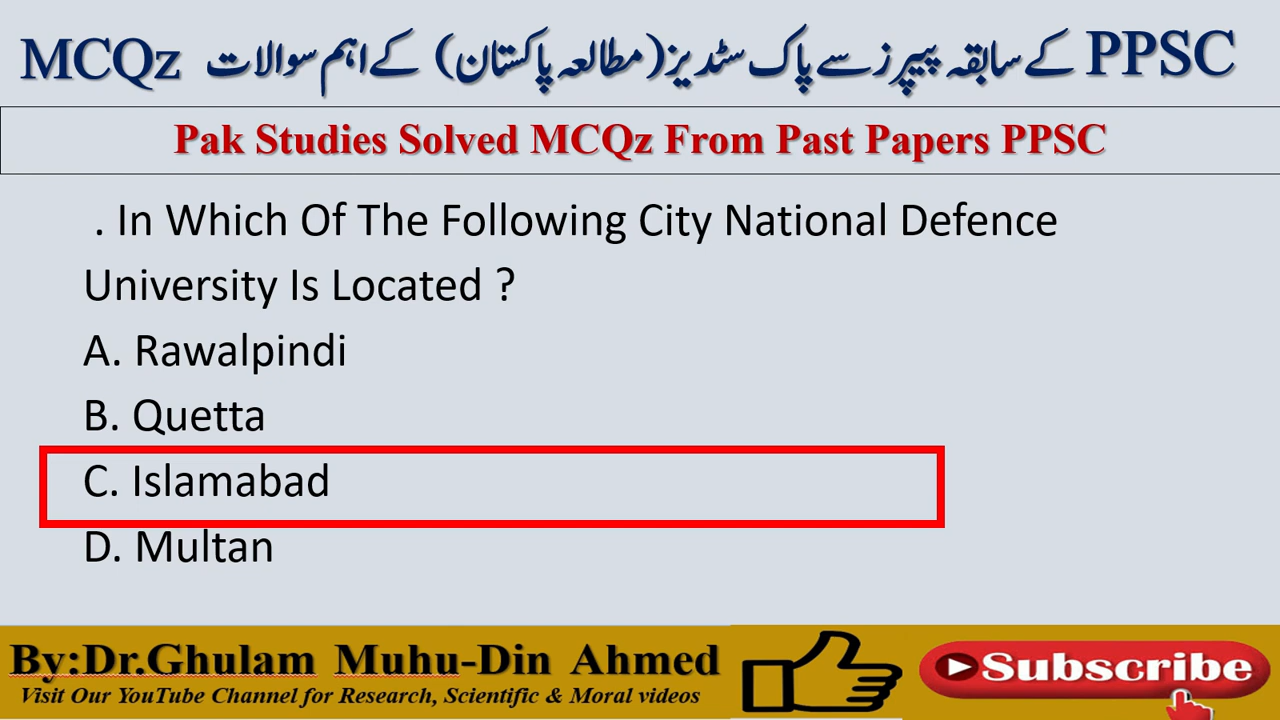 PPSC کے سابقہ پیپرز سے پاک سٹڈیز (مطالعہ پاکستان) کے اہم سوالات MCQz
Pak Studies Solved MCQz From Past Papers PPSC
. In Which Of The Following City National Defence
University Is Located ?
A. Rawalpindi
B. Quetta
C. Islamabad
D. Multan
By:Dr.Ghulam Muhu-Din Ahmed
Visit Our YouTube Channel for Research, Scientific & Moral videos
Subscribe